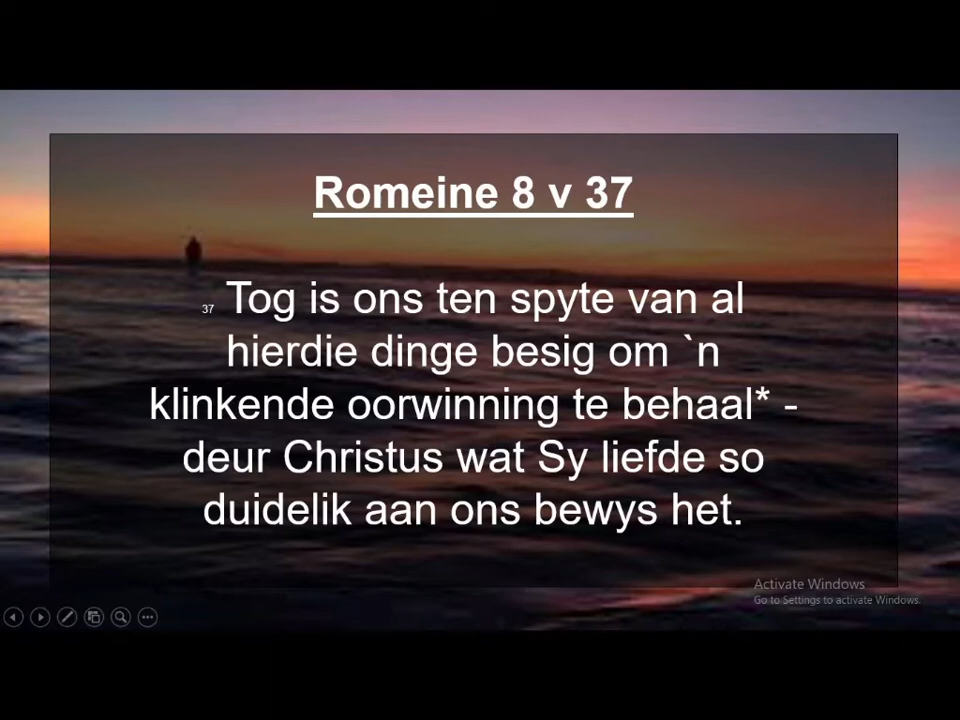 Romeine 8 v 37
37 Tog is ons ten spyte van al
hierdie dinge besig om `n
klinkende oorwinning te behaal* -
deur Christus wat Sy liefde so
duidelik aan ons bewys het.
Activate Windows
Go to Settings to activate Windows.